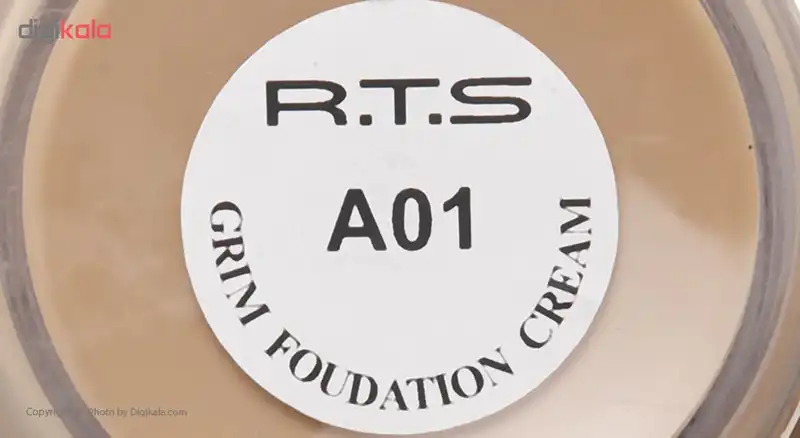 digikala
R.T.S
A01
GRIM FOUDATION CREAM
Photo by Digikala.com